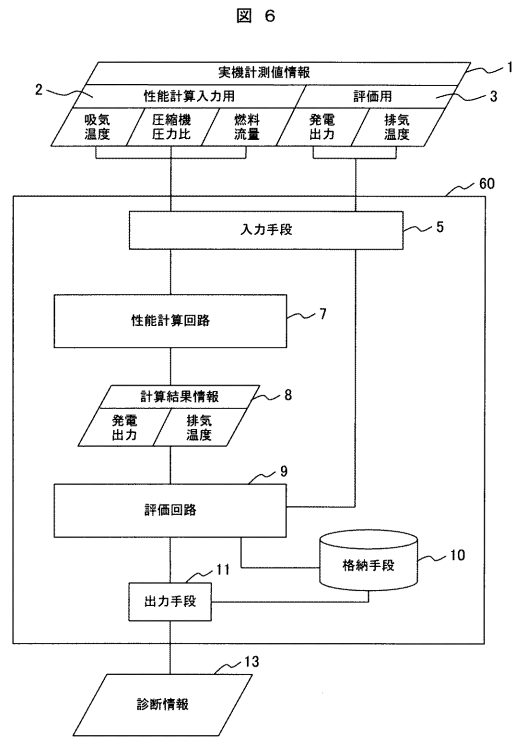 図 6
実機計測値情報
1
2
性能計算入力用
評価用
3
吸気
温度
圧縮機
圧力比
燃料
流量
発電
出力
排気
温度
60
入力手段
5
性能計算回路
7
計算結果情報
8
発電
出力
排気
温度
9
評価回路
格納手段
10
11
出力手段
13
診断情報